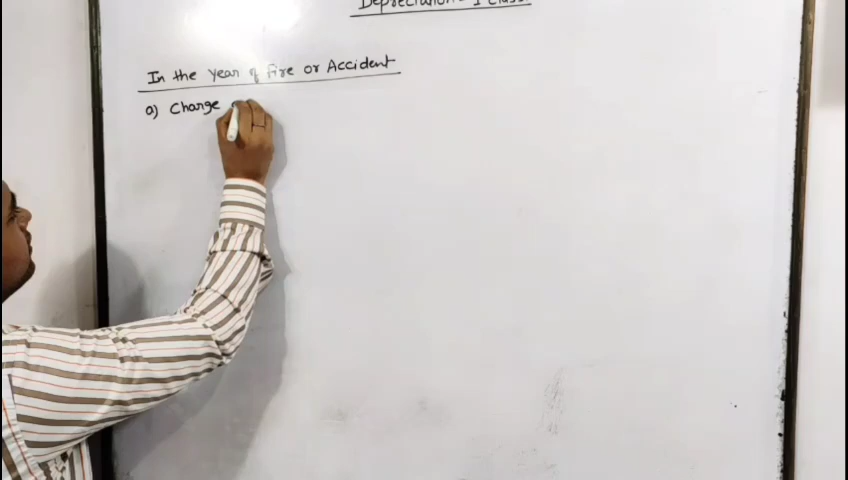 Depreciation - I Class
In the Year of Fire or Accident
a) Charge